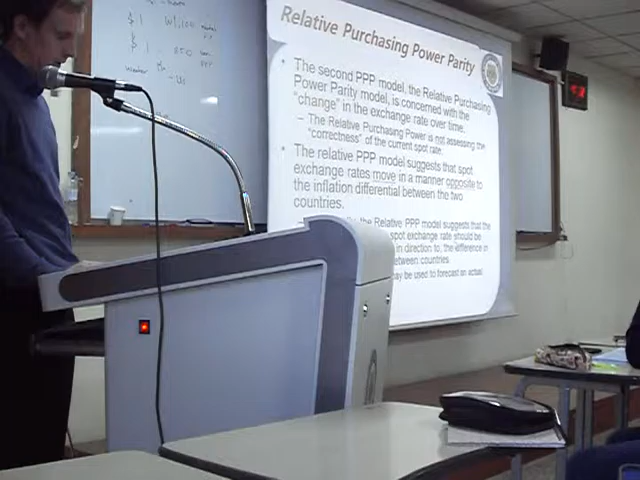 Relative Purchasing Power Parity
• The second PPP model, the Relative Purchasing
Power Parity model, is concerned with the
"change" in the exchange rate over time.
– The Relative Purchasing Power is not assessing the
"correctness" of the current spot rate.
• The relative PPP model suggests that spot
exchange rates move in a manner opposite to
the inflation differential between the two
countries.
the Relative PPP model suggests that the
spot exchange rate should be
in direction to, the difference in
between countries
may be used to forecast an actual
$1
$1